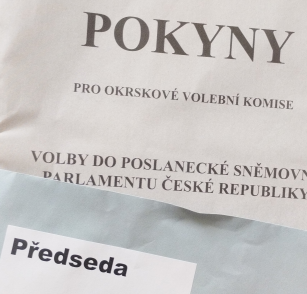 POKYNY
PRO OKRSKOVÉ VOLEBNÍ KOMISE
VOLBY DO POSLANECKÉ SNĚMOVN
PARLAMENTU ČESKÉ REPUBLIKY
Předseda